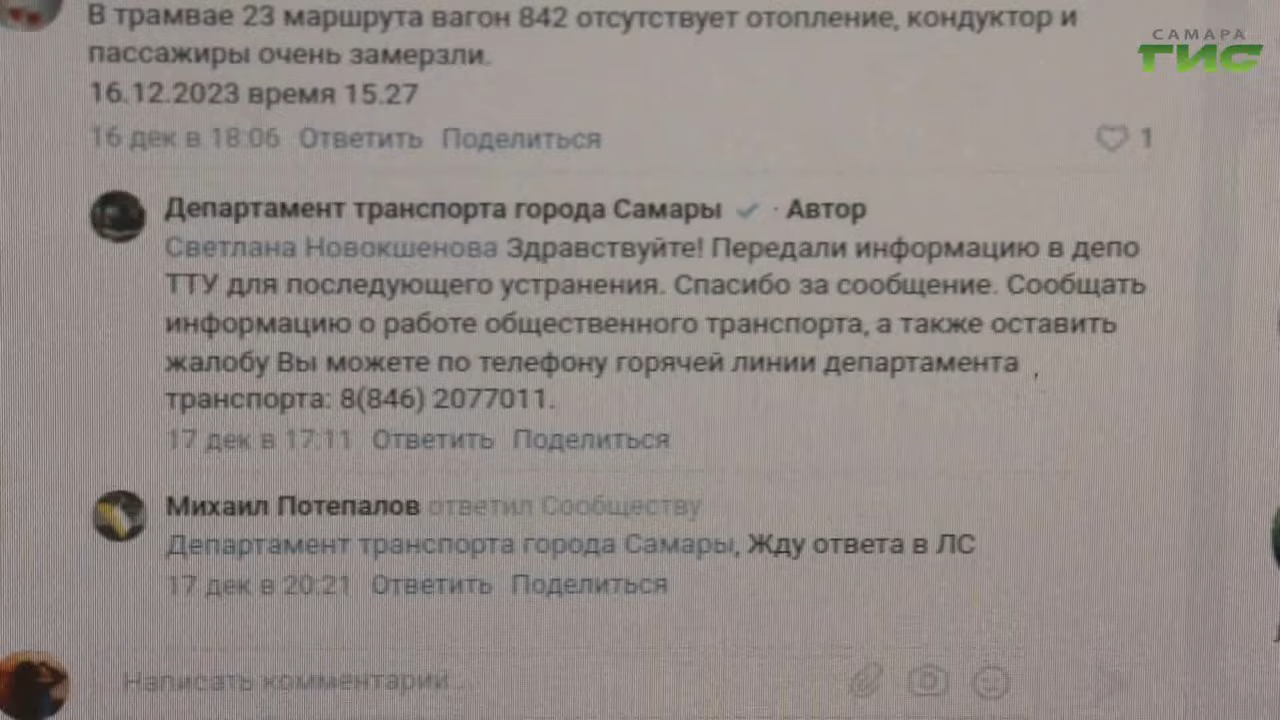 В трамвае 23 маршрута вагон 842 отсутствует отопление, кондуктор и
пассажиры очень замерзли.
16.12.2023 время 15.27
16 дек в 18:06 Ответить Поделиться 1
САМАРА
ГИС
Департамент транспорта города Самары · Автор
Светлана Новокшенова Здравствуйте! Передали информацию в депо
ТТУ для последующего устранения. Спасибо за сообщение. Сообщать
информацию о работе общественного транспорта, а также оставить
жалобу Вы можете по телефону горячей линии департамента
транспорта: 8(846) 2077011.
17 дек в 17:11 Ответить Поделиться
Михаил Потепалов ответил Сообществу
Департамент транспорта города Самары, Жду ответа в ЛС
17 дек в 20:21 Ответить Поделиться
Написать комментарий...